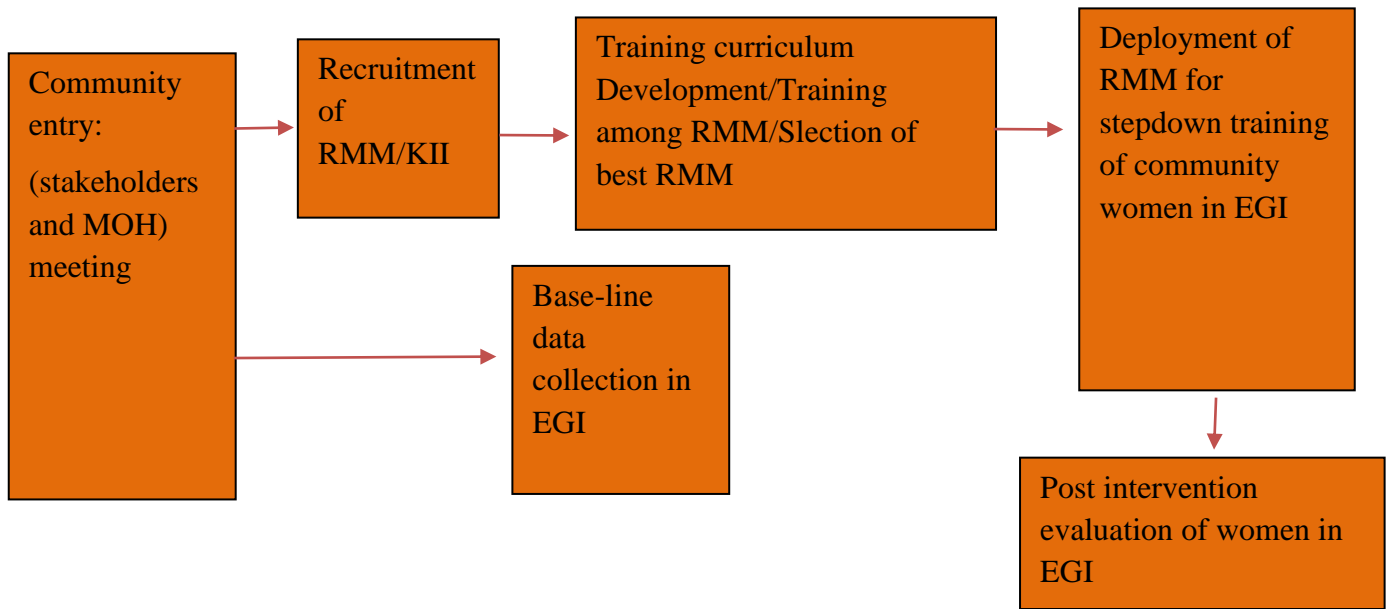 Community
entry:
(stakeholders
and MOH)
meeting
Recruitment
of
RMM/KII
Training curriculum
Development/Training
among RMM/Slection of
best RMM
Deployment of
RMM for
stepdown training
of community
women in EGI
Base-line
data
collection in
EGI
Post intervention
evaluation of women in
EGI